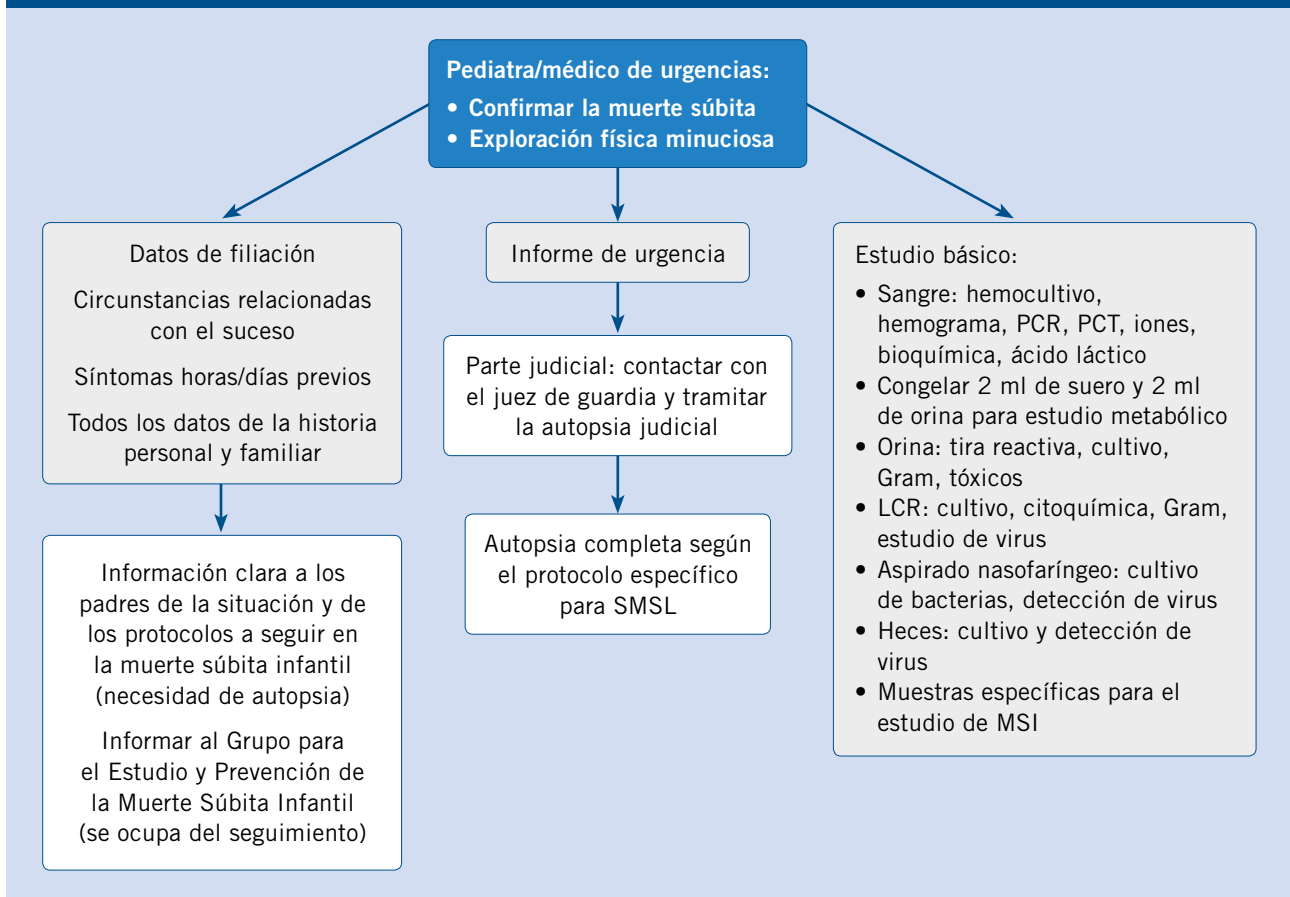 Pediatra/médico de urgencias:
• Confirmar la muerte súbita
• Exploración física minuciosa
Datos de filiación
Circunstancias relacionadas
con el suceso
Síntomas horas/días previos
Todos los datos de la historia
personal y familiar
Información clara a los
padres de la situación y de
los protocolos a seguir en
la muerte súbita infantil
(necesidad de autopsia)
Informar al Grupo para
el Estudio y Prevención de
la Muerte Súbita Infantil
(se ocupa del seguimiento)
Informe de urgencia
Parte judicial: contactar con
el juez de guardia y tramitar
la autopsia judicial
Autopsia completa según
el protocolo específico
para SMSL
Estudio básico:
• Sangre: hemocultivo,
hemograma, PCR, PCT, iones,
bioquímica, ácido láctico
• Congelar 2 ml de suero y 2 ml
de orina para estudio metabólico
• Orina: tira reactiva, cultivo,
Gram, tóxicos
• LCR: cultivo, citoquímica, Gram,
estudio de virus
• Aspirado nasofaríngeo: cultivo
de bacterias, detección de virus
• Heces: cultivo y detección de
virus
• Muestras específicas para el
estudio de MSI